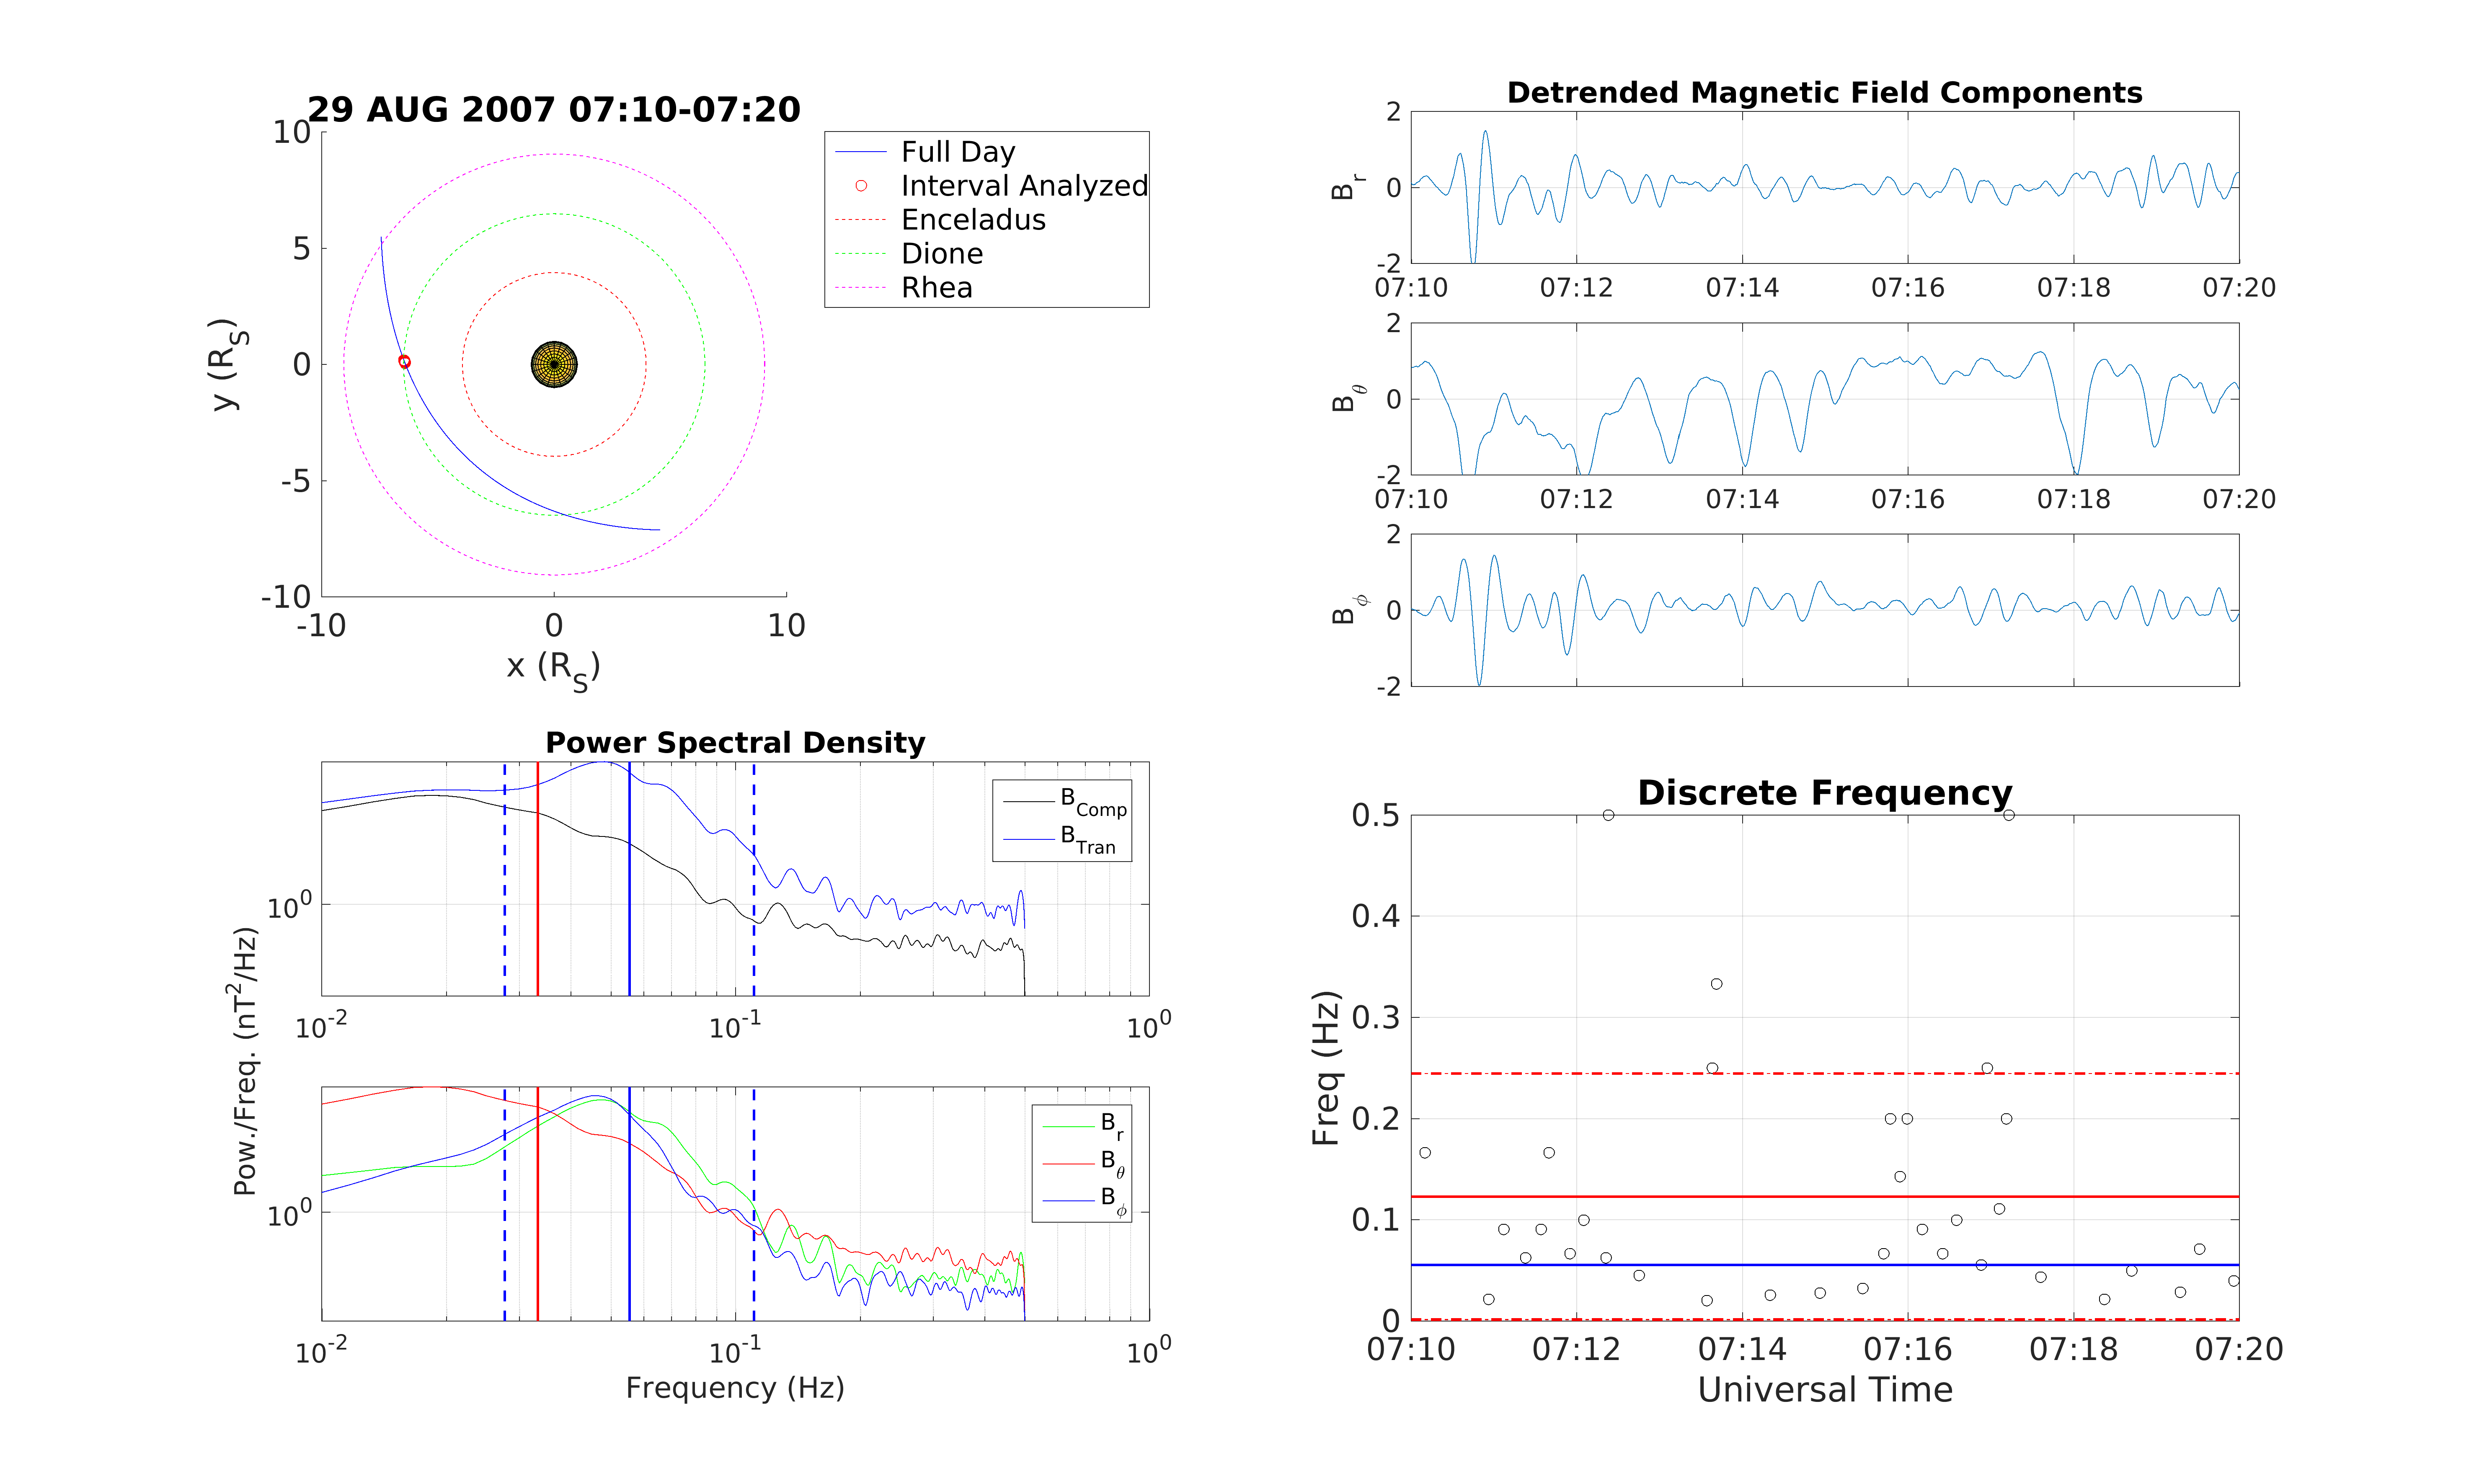 29 AUG 2007 07:10-07:20
10
5
0
-5
-10
-10 0 10
y (R_S)
x (R_S)
Full Day
Interval Analyzed
Enceladus
Dione
Rhea
Detrended Magnetic Field Components
2
0
-2
B_r
07:10 07:12 07:14 07:16 07:18 07:20
2
0
-2
B_θ
07:10 07:12 07:14 07:16 07:18 07:20
2
0
-2
B_ϕ
Power Spectral Density
B_Comp
B_Tran
10^0
10^-2 10^-1 10^0
Pow./Freq. (nT^2/Hz)
B_r
B_θ
B_ϕ
10^0
10^-2 10^-1 10^0
Frequency (Hz)
Discrete Frequency
0.5
0.4
0.3
0.2
0.1
0
Freq (Hz)
07:10 07:12 07:14 07:16 07:18 07:20
Universal Time